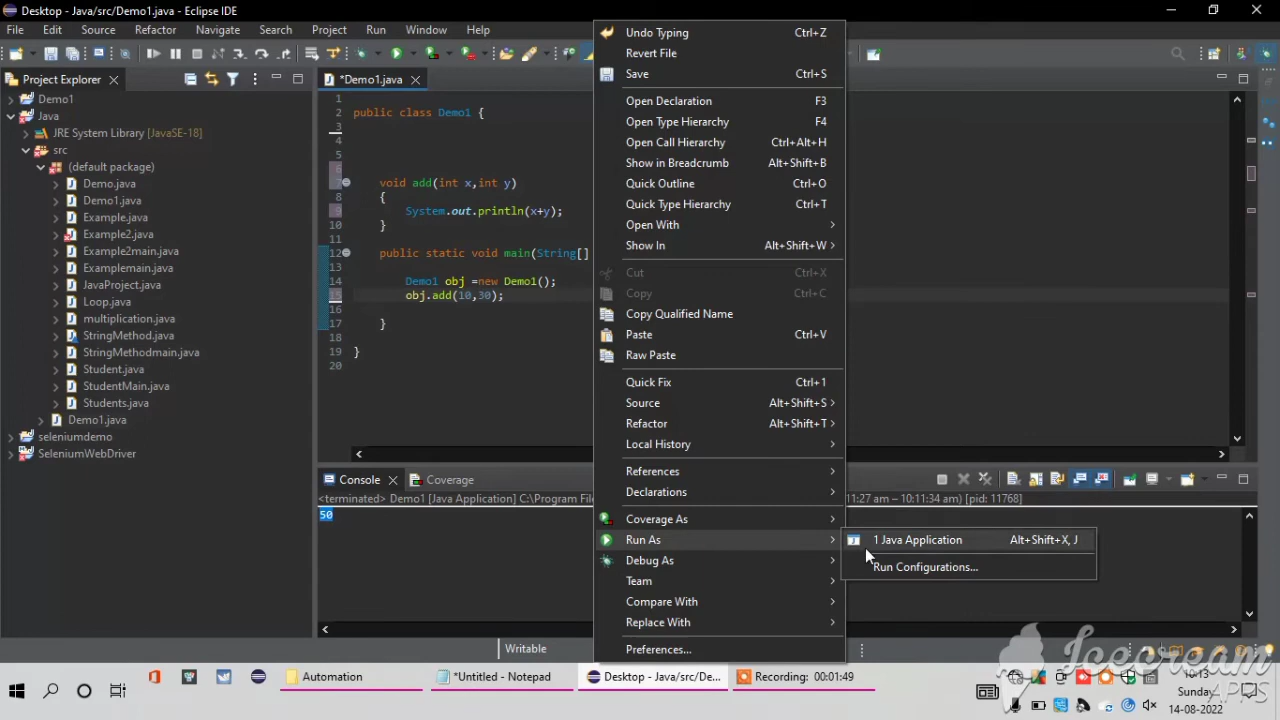 Desktop - Java/src/Demo1.java - Eclipse IDE
File Edit Source Refactor Navigate Search Project Run Window Help
Project Explorer
Demo1
Java
JRE System Library [JavaSE-18]
src
(default package)
Demo.java
Demo1.java
Example.java
Example2.java
Example2main.java
Examplemain.java
JavaProject.java
Loop.java
multiplication.java
StringMethod.java
StringMethodmain.java
Student.java
StudentMain.java
Students.java
Demo1.java
seleniumdemo
SeleniumWebDriver
*Demo1.java
1
2 public class Demo1 {
3
4
5
6
7 void add(int x,int y)
8 {
9 System.out.println(x+y);
10 }
11
12 public static void main(String[]
13
14 Demo1 obj =new Demo1();
15 obj.add(10,30);
16
17 }
18
19 }
20
Undo Typing Ctrl+Z
Revert File
Save Ctrl+S
Open Declaration F3
Open Type Hierarchy F4
Open Call Hierarchy Ctrl+Alt+H
Show in Breadcrumb Alt+Shift+B
Quick Outline Ctrl+O
Quick Type Hierarchy Ctrl+T
Open With
Show In Alt+Shift+W
Cut Ctrl+X
Copy Ctrl+C
Copy Qualified Name
Paste Ctrl+V
Raw Paste
Quick Fix Ctrl+1
Source Alt+Shift+S
Refactor Alt+Shift+T
Local History
References
Declarations
Coverage As
Run As
Debug As
Team
Compare With
Replace With
Preferences...
1 Java Application Alt+Shift+X, J
Run Configurations...
Console Coverage
<terminated> Demo1 [Java Application] C:\Program File
11:27 am – 10:11:34 am) [pid: 11768]
50
Writable
Icecream
APPS
Automation
*Untitled - Notepad
Desktop - Java/src/De...
Recording: 00:01:49
10:13
Sunday
14-08-2022